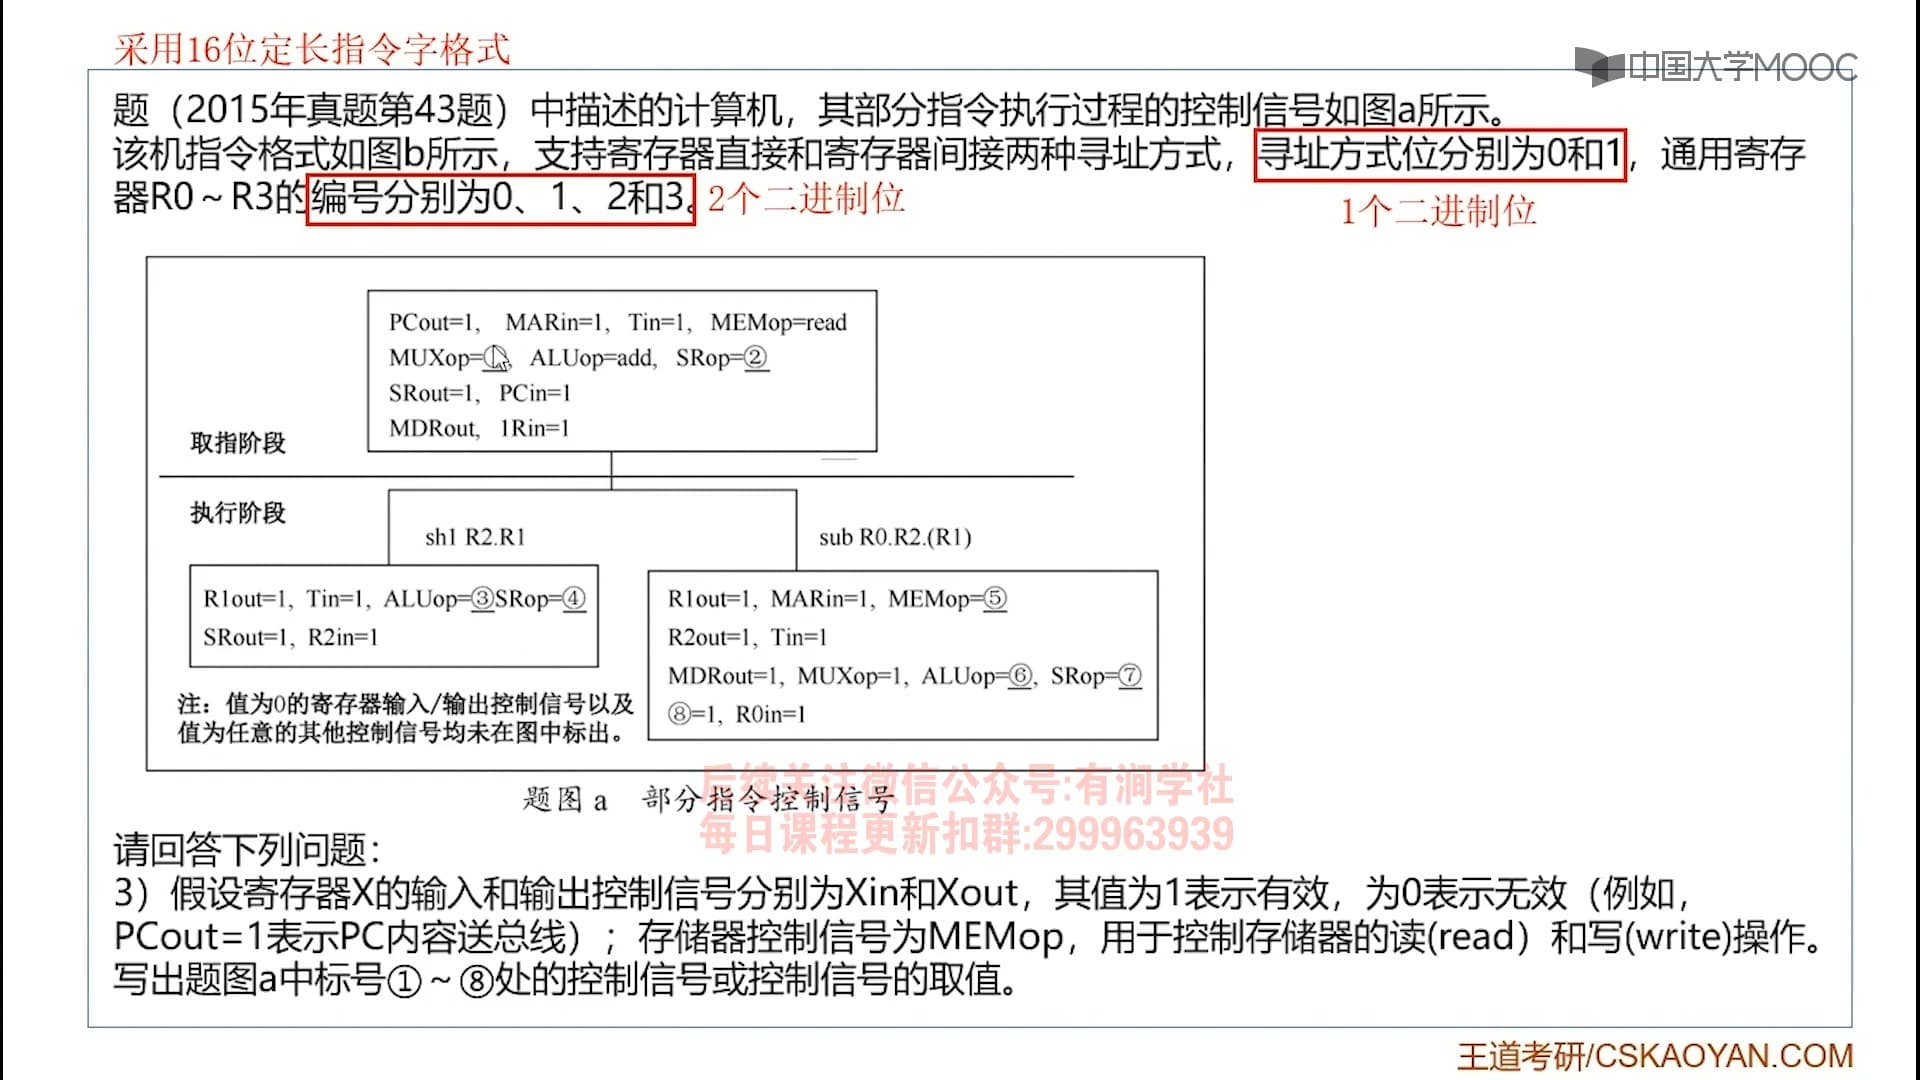 采用16位定长指令字格式
中国大学MOOC
题（2015年真题第43题）中描述的计算机，其部分指令执行过程的控制信号如图a所示。
该机指令格式如图b所示，支持寄存器直接和寄存器间接两种寻址方式，寻址方式位分别为0和1，通用寄存
器R0～R3的编号分别为0、1、2和3。 2个二进制位
1个二进制位
PCout=1, MARin=1, Tin=1, MEMop=read
MUXop=①, ALUop=add, SRop=②
SRout=1, PCin=1
MDRout, 1Rin=1
取指阶段
执行阶段
sh1 R2.R1
sub R0.R2.(R1)
R1out=1, Tin=1, ALUop=③SRop=④
SRout=1, R2in=1
R1out=1, MARin=1, MEMop=⑤
R2out=1, Tin=1
MDRout=1, MUXop=1, ALUop=⑥, SRop=⑦
⑧=1, R0in=1
注：值为0的寄存器输入/输出控制信号以及
值为任意的其他控制信号均未在图中标出。
后续关注微信公众号:有涧学社
题图 a 部分指令控制信号
每日课程更新扣群:299963939
请回答下列问题：
3）假设寄存器X的输入和输出控制信号分别为Xin和Xout，其值为1表示有效，为0表示无效（例如，
PCout=1表示PC内容送总线）；存储器控制信号为MEMop，用于控制存储器的读(read）和写(write)操作。
写出题图a中标号①～⑧处的控制信号或控制信号的取值。
王道考研/CSKAOYAN.COM